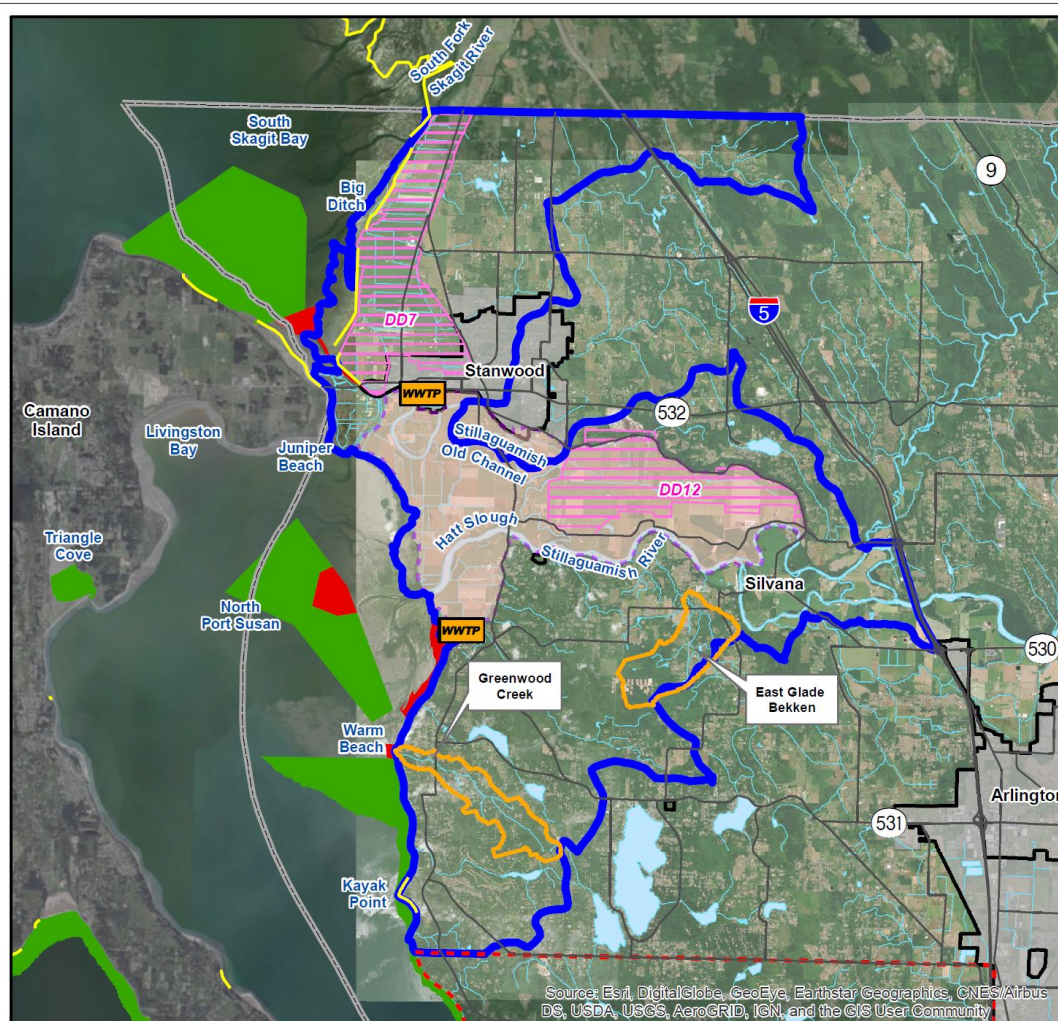 South Fork
Skagit River
South
Skagit Bay
9
Big
Ditch
5
DD7
Stanwood
WWTP
532
Camano
Island
Livingston
Bay
Juniper
Beach
Stillaguamish
Old Channel
DD12
Hatt Slough
Stillaguamish River
Triangle
Cove
Silvana
North
Port Susan
WWTP
530
Greenwood
Creek
East Glade
Bekken
Warm
Beach
Arlington
531
Kayak
Point
Source: Esri, DigitalGlobe, GeoEye, Earthstar Geographics, CNES/Airbus
DS, USDA, USGS, AeroGRID, IGN, and the GIS User Community